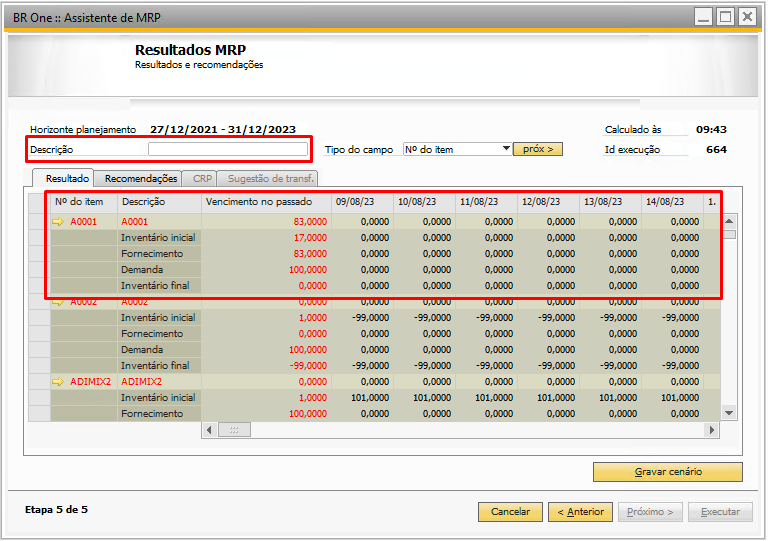 BR One :: Assistente de MRP
Resultados MRP
Resultados e recomendações
Horizonte planejamento 27/12/2021 - 31/12/2023 Calculado às 09:43
Descrição Tipo do campo Nº do item próx > Id execução 664
Resultado Recomendações CRP Sugestão de transf.
Nº do item Descrição Vencimento no passado 09/08/23 10/08/23 11/08/23 12/08/23 13/08/23 14/08/23 1.
A0001 A0001 83,0000 0,0000 0,0000 0,0000 0,0000 0,0000 0,0000
Inventário inicial 17,0000 0,0000 0,0000 0,0000 0,0000 0,0000 0,0000
Fornecimento 83,0000 0,0000 0,0000 0,0000 0,0000 0,0000 0,0000
Demanda 100,0000 0,0000 0,0000 0,0000 0,0000 0,0000 0,0000
Inventário final 0,0000 0,0000 0,0000 0,0000 0,0000 0,0000 0,0000
A0002 A0002 0,0000 0,0000 0,0000 0,0000 0,0000 0,0000 0,0000
Inventário inicial 1,0000 -99,0000 -99,0000 -99,0000 -99,0000 -99,0000 -99,0000
Fornecimento 0,0000 0,0000 0,0000 0,0000 0,0000 0,0000 0,0000
Demanda 100,0000 0,0000 0,0000 0,0000 0,0000 0,0000 0,0000
Inventário final -99,0000 -99,0000 -99,0000 -99,0000 -99,0000 -99,0000 -99,0000
ADIMIX2 ADIMIX2 0,0000 0,0000 0,0000 0,0000 0,0000 0,0000 0,0000
Inventário inicial 1,0000 101,0000 101,0000 101,0000 101,0000 101,0000 101,0000
Fornecimento 100,0000 0,0000 0,0000 0,0000 0,0000 0,0000 0,0000
Gravar cenário
Etapa 5 de 5 Cancelar < Anterior Próximo > Executar